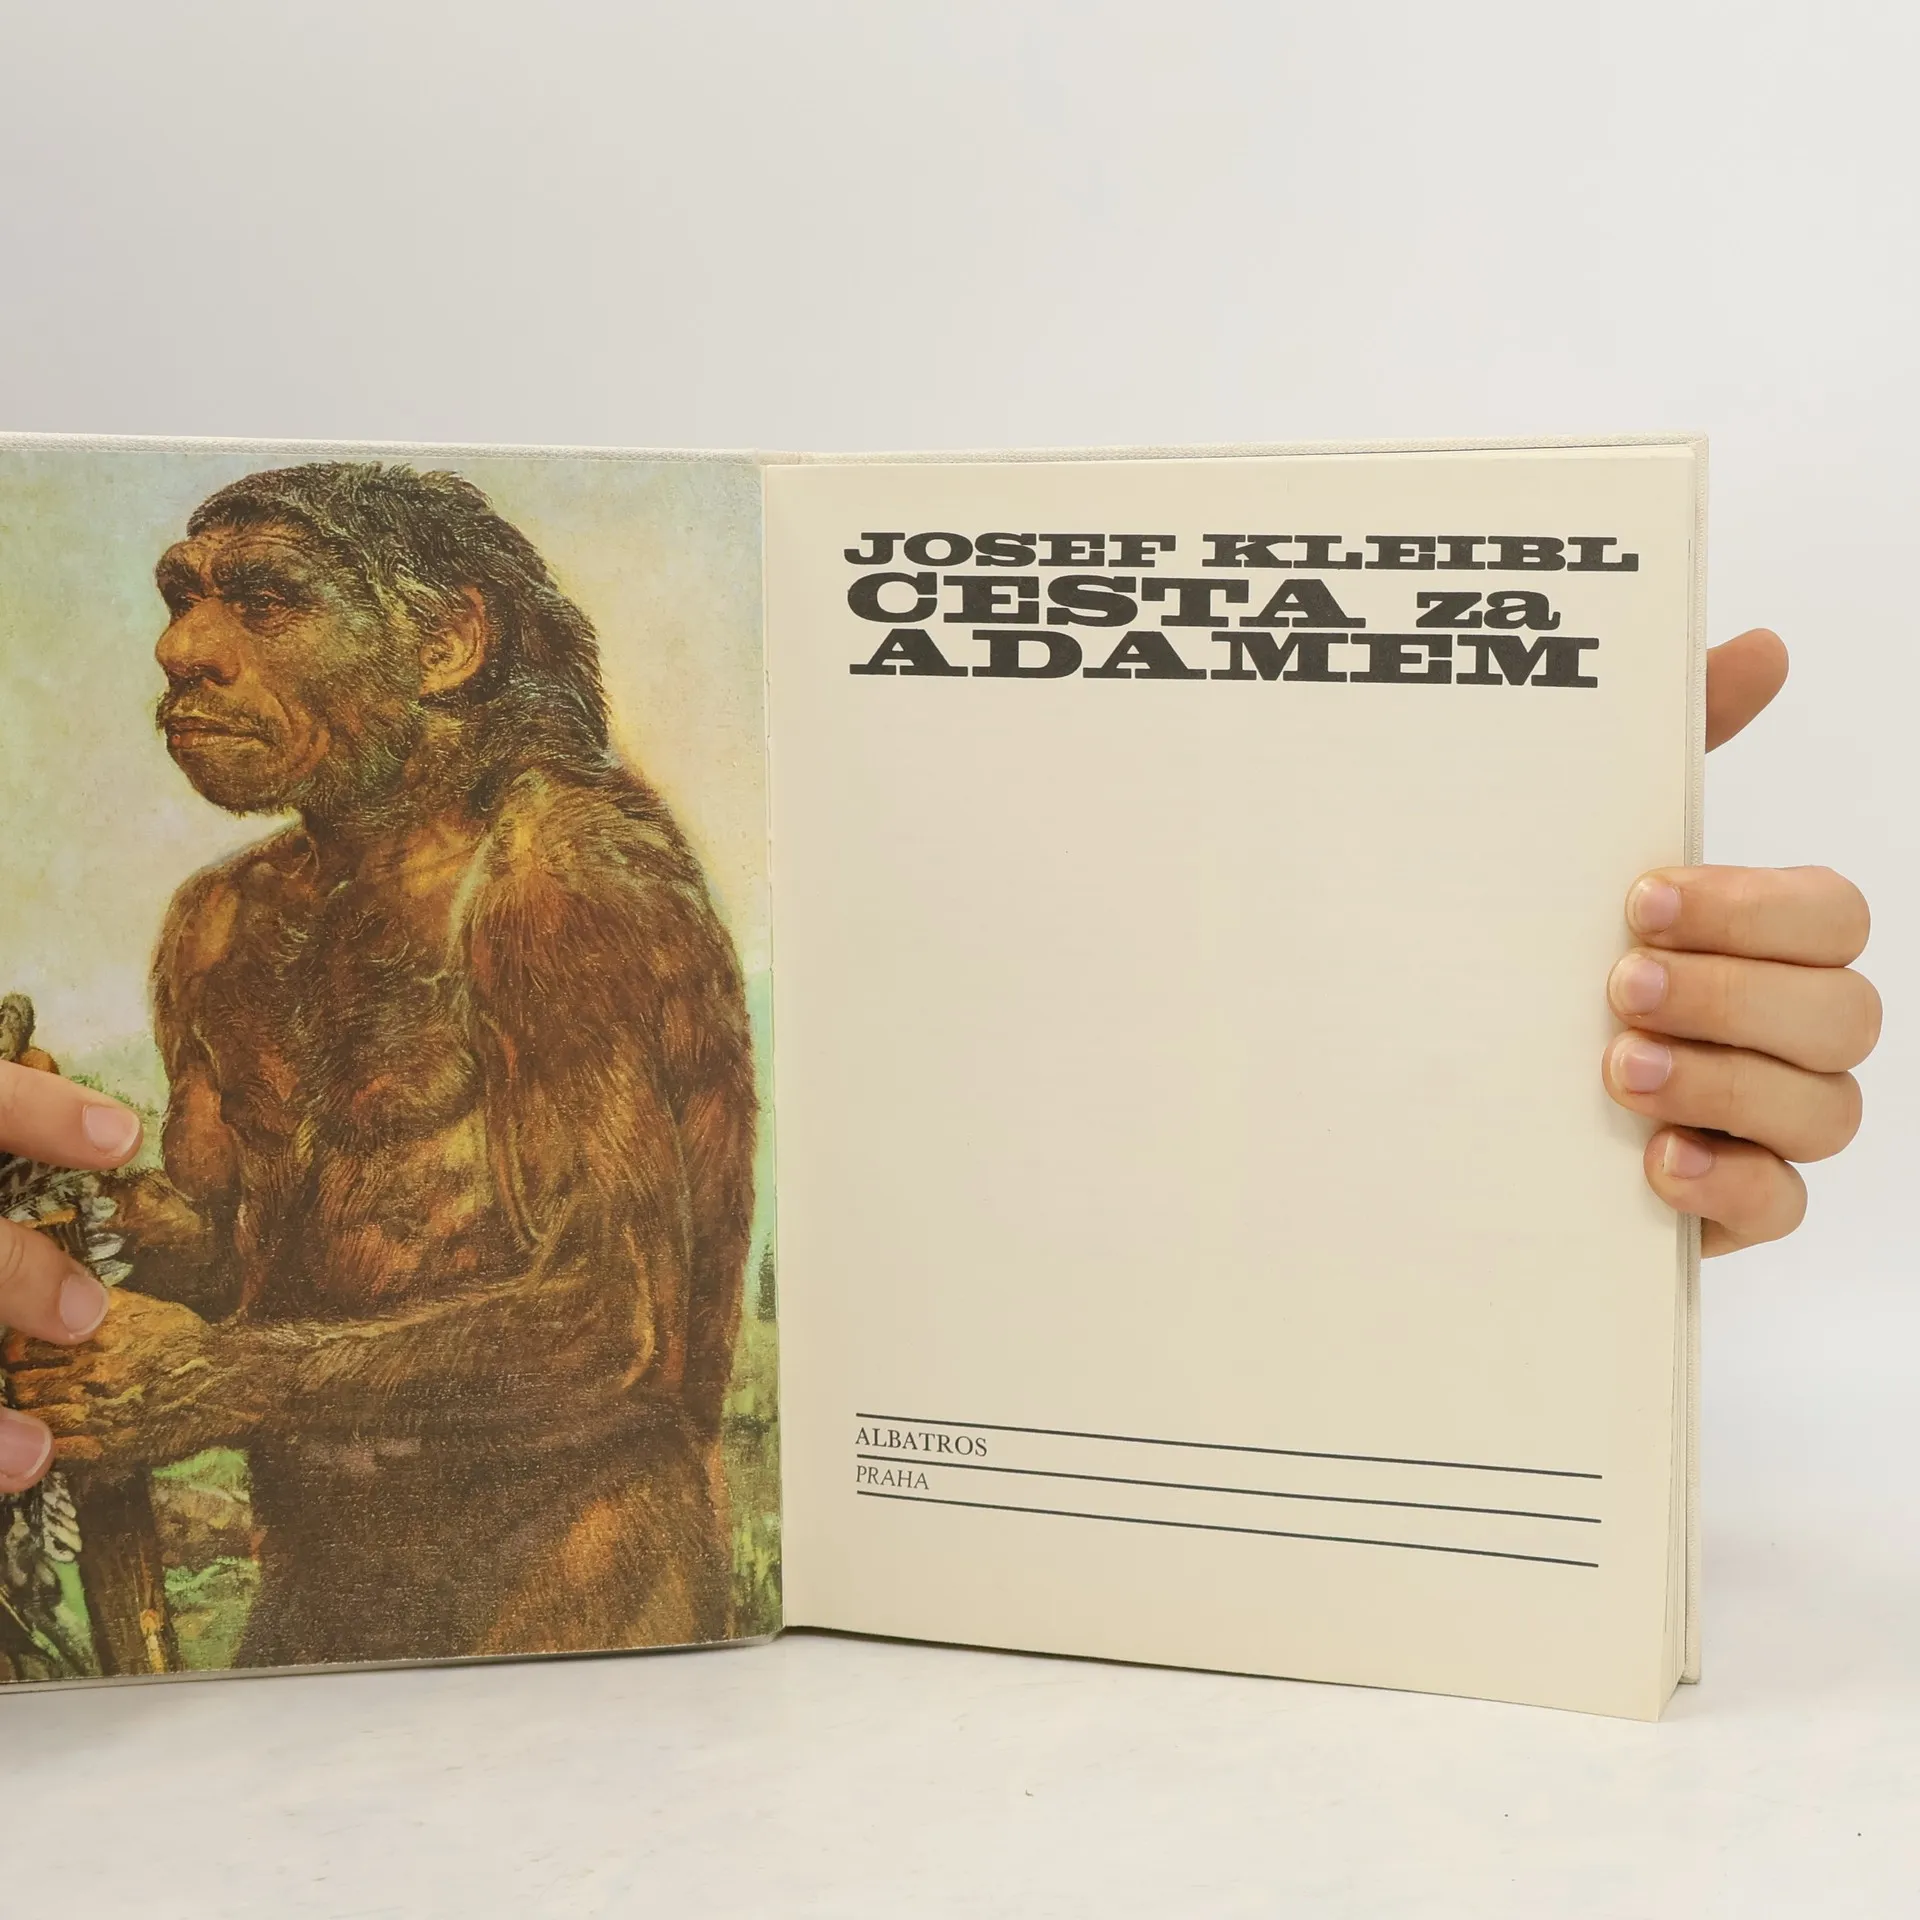 JOSEF KLEIBL
CESTA za
ADAMEM
ALBATROS
PRAHA